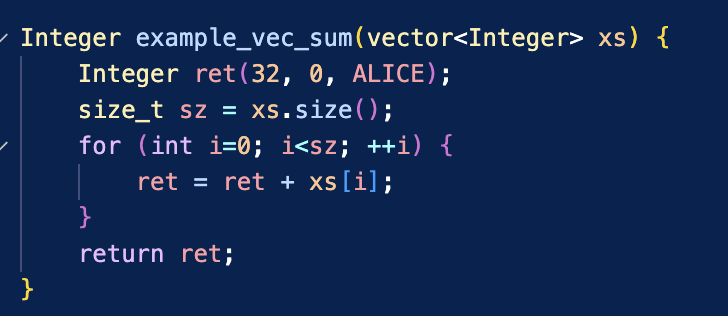 Integer example_vec_sum(vector<Integer> xs) {
    Integer ret(32, 0, ALICE);
    size_t sz = xs.size();
    for (int i=0; i<sz; ++i) {
        ret = ret + xs[i];
    }
    return ret;
}